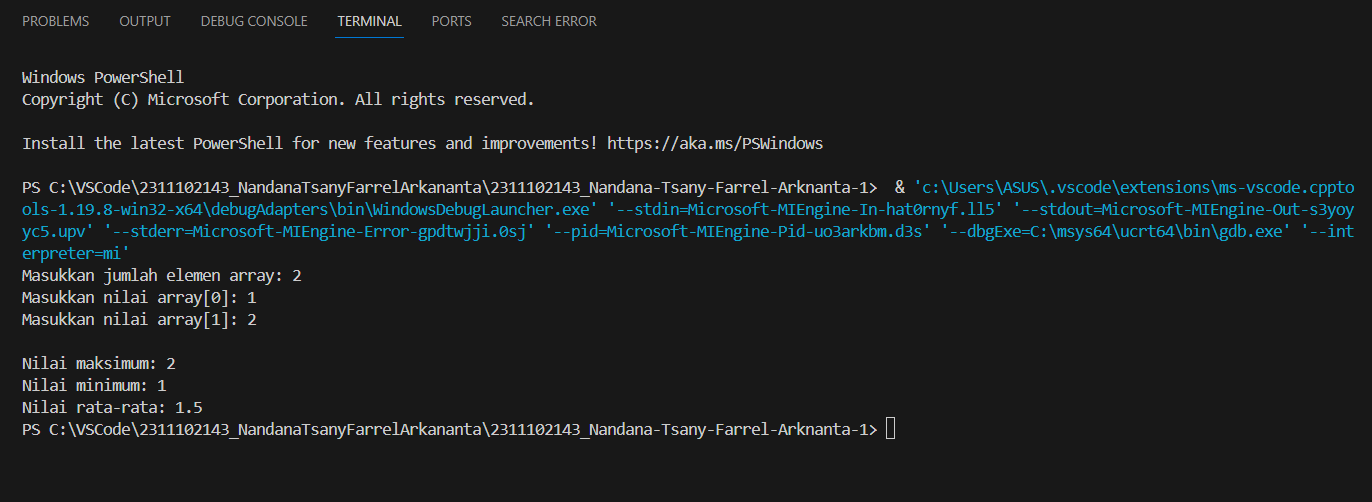 PROBLEMS OUTPUT DEBUG CONSOLE TERMINAL PORTS SEARCH ERROR
Windows PowerShell
Copyright (C) Microsoft Corporation. All rights reserved.
Install the latest PowerShell for new features and improvements! https://aka.ms/PSWindows
PS C:\VSCode\2311102143_NandanaTsanyFarrelArkananta\2311102143_Nandana-Tsany-Farrel-Arknanta-1>  & 'c:\Users\ASUS\.vscode\extensions\ms-vscode.cppto
ols-1.19.8-win32-x64\debugAdapters\bin\WindowsDebugLauncher.exe' '--stdin=Microsoft-MIEngine-In-hat0rnyf.ll5' '--stdout=Microsoft-MIEngine-Out-s3yoy
yc5.upv' '--stderr=Microsoft-MIEngine-Error-gpdtwjji.0sj' '--pid=Microsoft-MIEngine-Pid-uo3arkbm.d3s' '--dbgExe=C:\msys64\ucrt64\bin\gdb.exe' '--int
erpreter=mi'
Masukkan jumlah elemen array: 2
Masukkan nilai array[0]: 1
Masukkan nilai array[1]: 2
Nilai maksimum: 2
Nilai minimum: 1
Nilai rata-rata: 1.5
PS C:\VSCode\2311102143_NandanaTsanyFarrelArkananta\2311102143_Nandana-Tsany-Farrel-Arknanta-1>